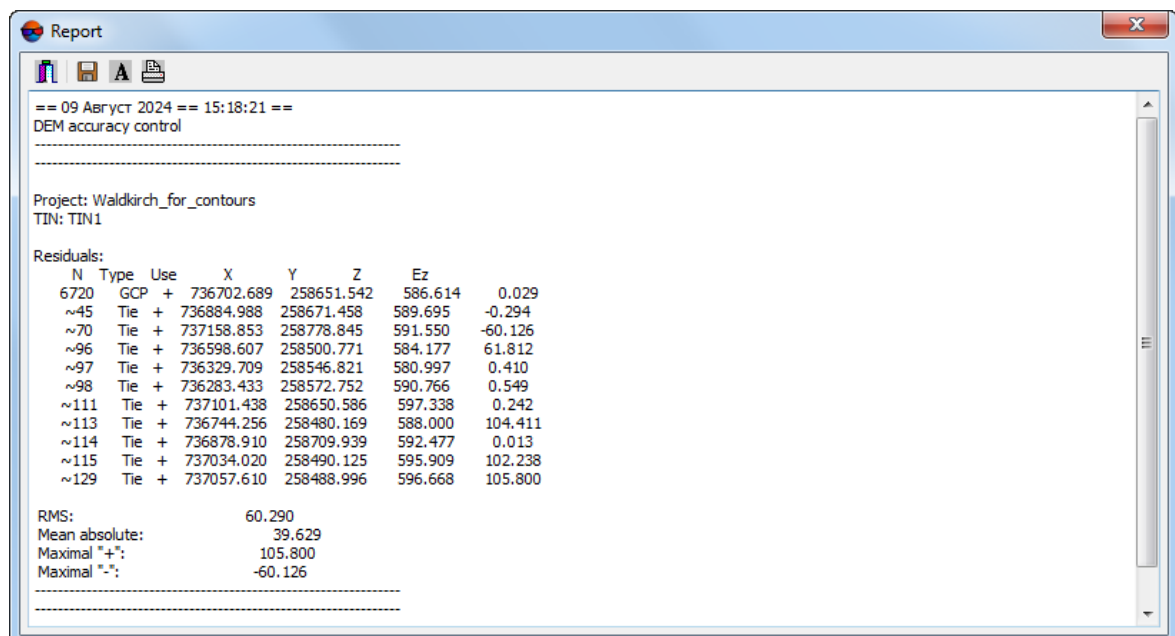 Report
== 09 Август 2024 == 15:18:21 ==
DEM accuracy control
-----------------------------------------------------------------
-----------------------------------------------------------------
Project: Waldkirch_for_contours
TIN: TIN1
Residuals:
N Type Use X Y Z Ez
6720 GCP + 736702.689 258651.542 586.614 0.029
~45 Tie + 736884.988 258671.458 589.695 -0.294
~70 Tie + 737158.853 258778.845 591.550 -60.126
~96 Tie + 736598.607 258500.771 584.177 61.812
~97 Tie + 736329.709 258546.821 580.997 0.410
~98 Tie + 736283.433 258572.752 590.766 0.549
~111 Tie + 737101.438 258650.586 597.338 0.242
~113 Tie + 736744.256 258480.169 588.000 104.411
~114 Tie + 736878.910 258709.939 592.477 0.013
~115 Tie + 737034.020 258490.125 595.909 102.238
~129 Tie + 737057.610 258488.996 596.668 105.800
RMS: 60.290
Mean absolute: 39.629
Maximal "+": 105.800
Maximal "-": -60.126
-----------------------------------------------------------------
-----------------------------------------------------------------